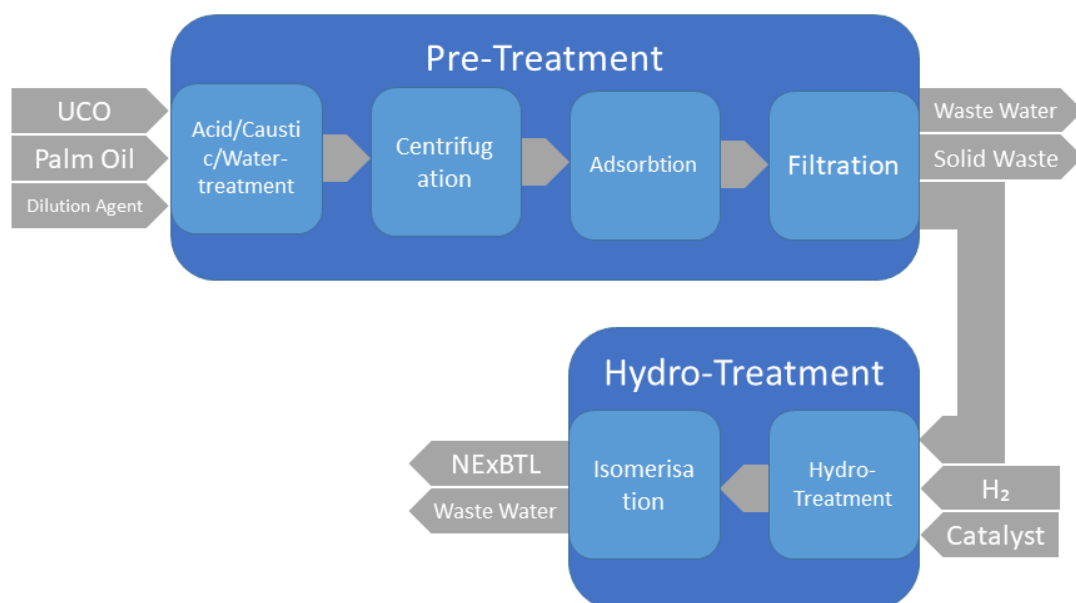 Pre-Treatment
UCO
Palm Oil
Dilution Agent
Acid/Causti
c/Water-
treatment
Centrifug
ation
Adsorbtion
Filtration
Waste Water
Solid Waste
Hydro-Treatment
NExBTL
Waste Water
Isomerisa
tion
Hydro-
Treatment
H₂
Catalyst